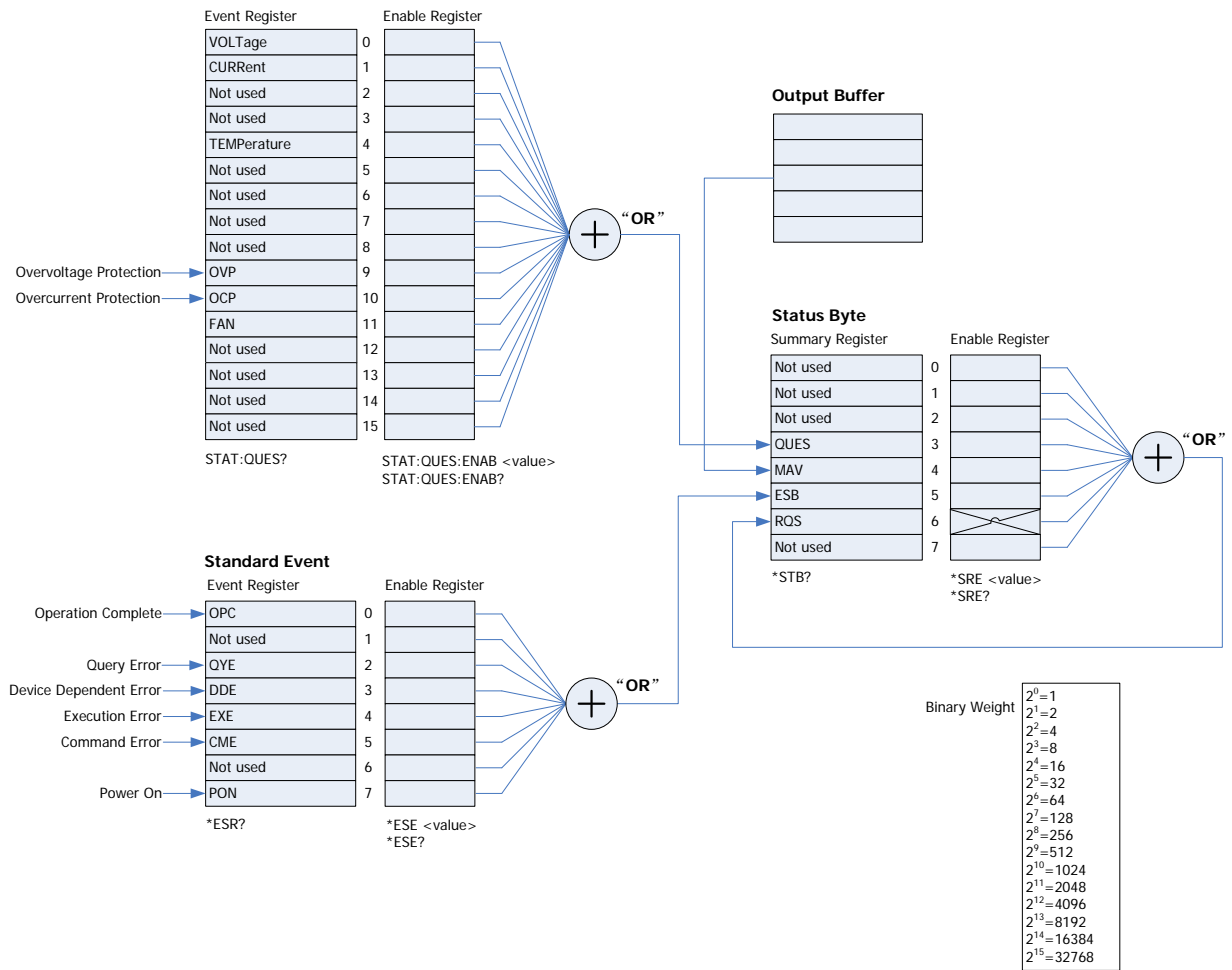 Event Register
Enable Register
VOLTage 0
CURRent 1
Not used 2
Not used 3
TEMPerature 4
Not used 5
Not used 6
Not used 7
Not used 8
Overvoltage Protection OVP 9
Overcurrent Protection OCP 10
FAN 11
Not used 12
Not used 13
Not used 14
Not used 15
STAT:QUES?
STAT:QUES:ENAB <value>
STAT:QUES:ENAB?
+
“OR”
Output Buffer
Status Byte
Summary Register
Enable Register
Not used 0
Not used 1
Not used 2
QUES 3
MAV 4
ESB 5
RQS 6
Not used 7
*STB?
*SRE <value>
*SRE?
+
“OR”
Standard Event
Event Register
Enable Register
Operation Complete OPC 0
Not used 1
Query Error QYE 2
Device Dependent Error DDE 3
Execution Error EXE 4
Command Error CME 5
Not used 6
Power On PON 7
*ESR?
*ESE <value>
*ESE?
+
“OR”
Binary Weight
2⁰=1
2¹=2
2²=4
2³=8
2⁴=16
2⁵=32
2⁶=64
2⁷=128
2⁸=256
2⁹=512
2¹⁰=1024
2¹¹=2048
2¹²=4096
2¹³=8192
2¹⁴=16384
2¹⁵=32768